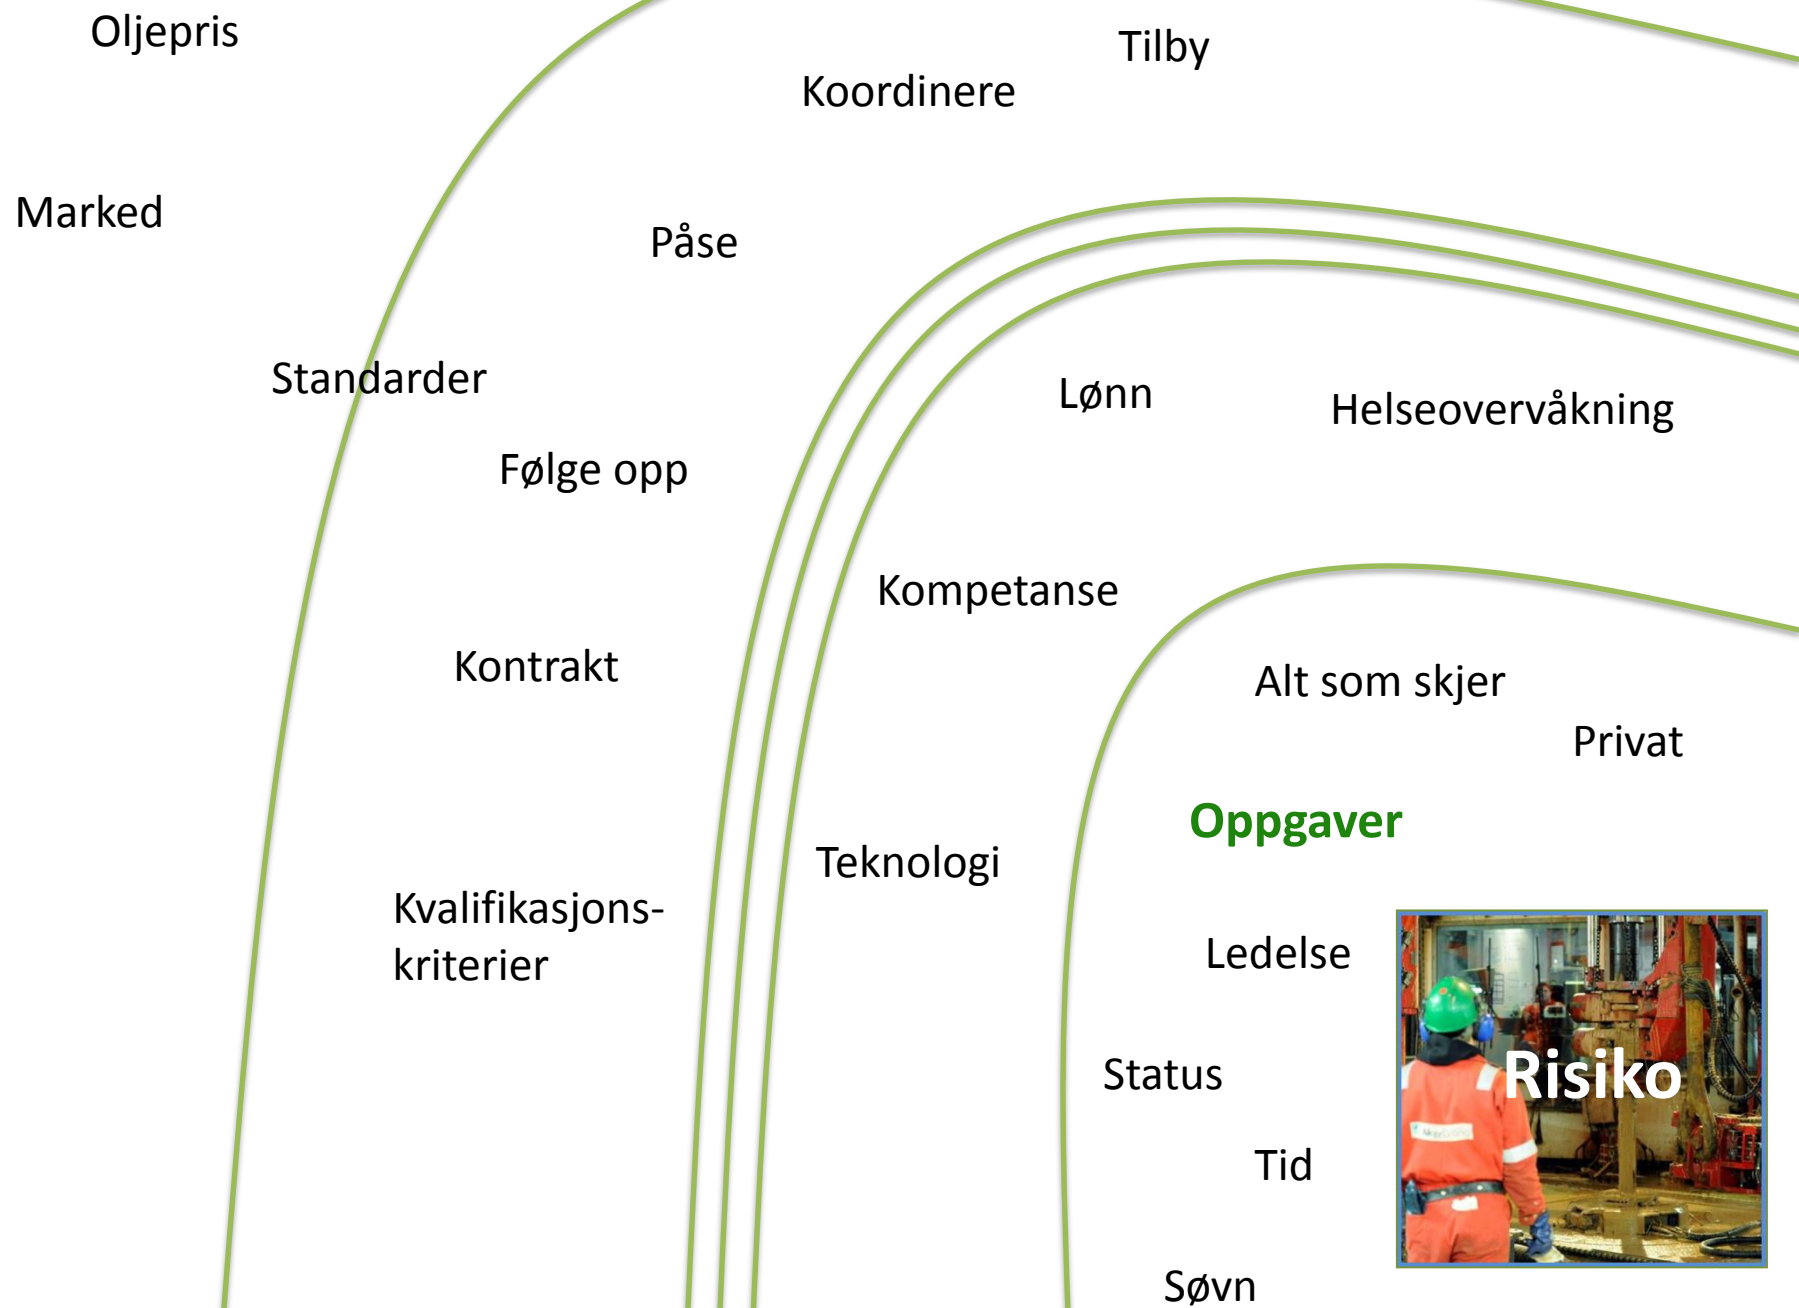 Oljepris
Tilby
Koordinere
Marked
Påse
Standarder
Lønn
Helseovervåkning
Følge opp
Kompetanse
Kontrakt
Alt som skjer
Privat
Oppgaver
Teknologi
Kvalifikasjons-
kriterier
Ledelse
Risiko
Status
Tid
Søvn